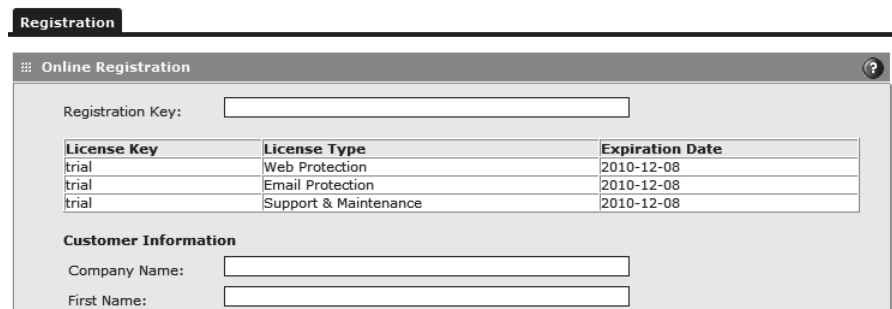 Registration
Online Registration ?
Registration Key:
License Key License Type Expiration Date
trial Web Protection 2010-12-08
trial Email Protection 2010-12-08
trial Support & Maintenance 2010-12-08
Customer Information
Company Name:
First Name: